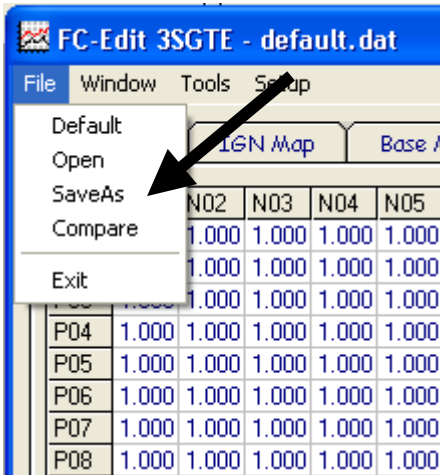 FC-Edit 3SGTE - default.dat
File Window Tools Setup
Default
Open
SaveAs
Compare
Exit
IGN Map Base
N02 N03 N04 N05
1.000 1.000 1.000 1.000
1.000 1.000 1.000 1.000
1.000 1.000 1.000 1.000
P04 1.000 1.000 1.000 1.000 1.000
P05 1.000 1.000 1.000 1.000 1.000
P06 1.000 1.000 1.000 1.000 1.000
P07 1.000 1.000 1.000 1.000 1.000
P08 1.000 1.000 1.000 1.000 1.000